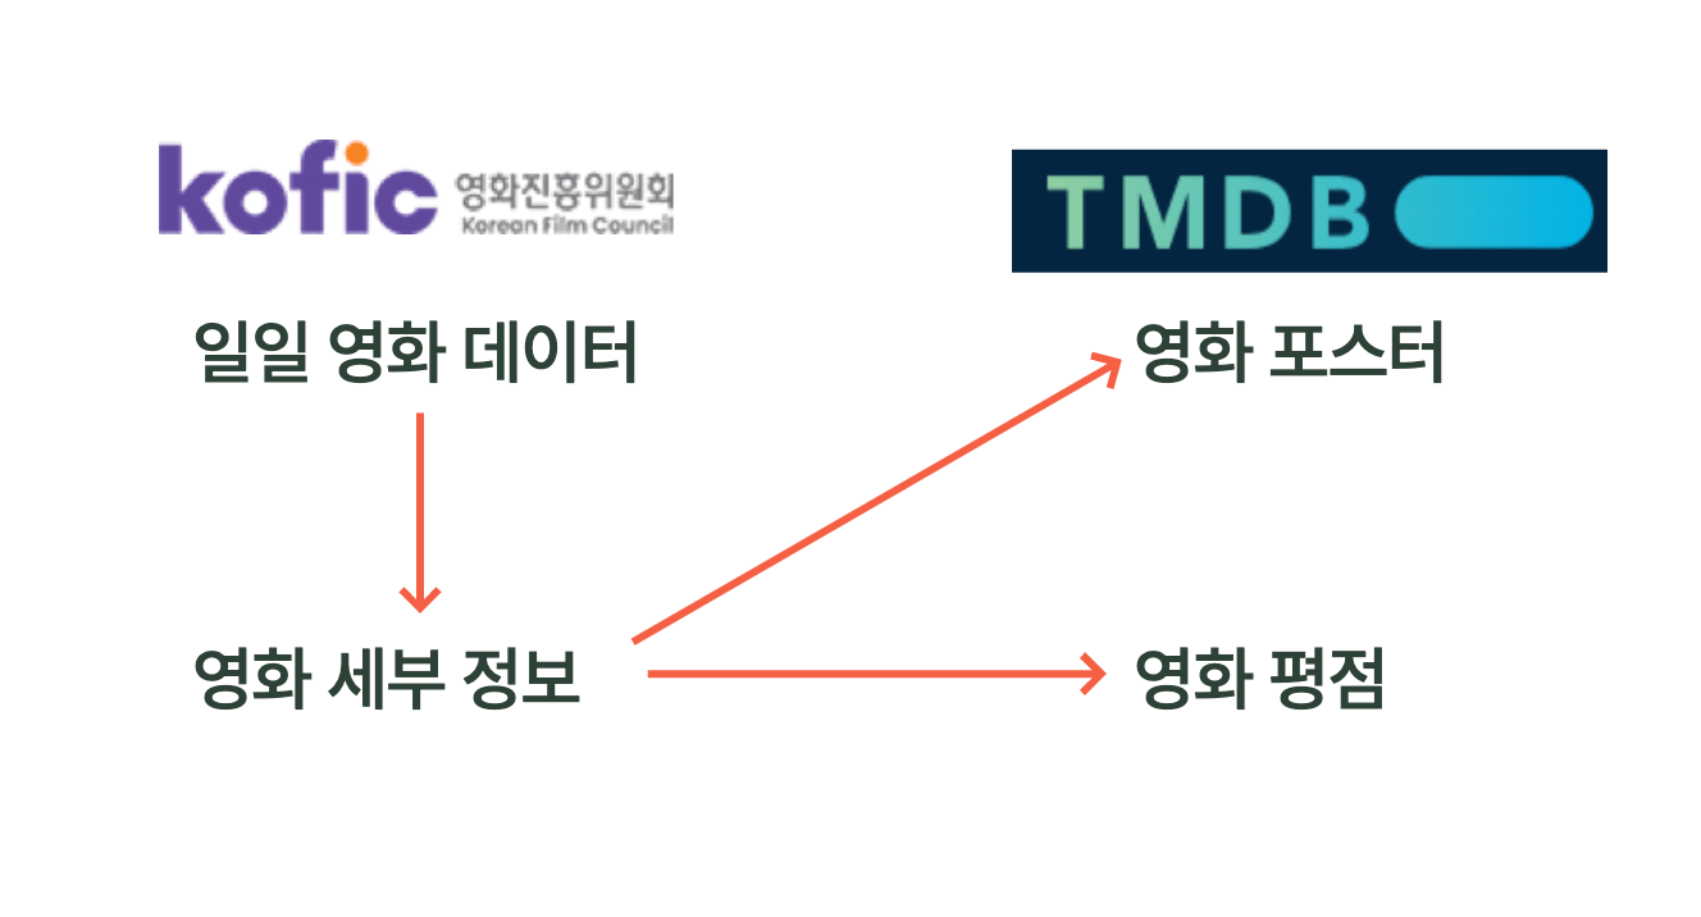 kofic 영화진흥위원회
Korean Film Council
TMDB
일일 영화 데이터
영화 포스터
영화 세부 정보
영화 평점